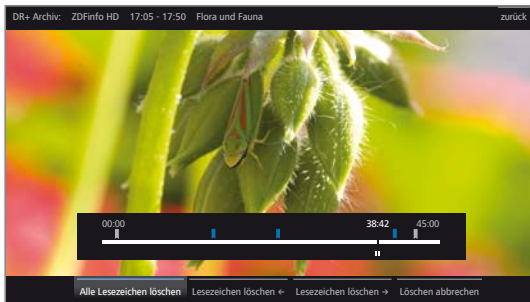 DR+ Archiv: ZDFinfo HD 17:05 - 17:50 Flora und Fauna zurück
00:00 38:42 45:00
Alle Lesezeichen löschen Lesezeichen löschen ← Lesezeichen löschen → Löschen abbrechen